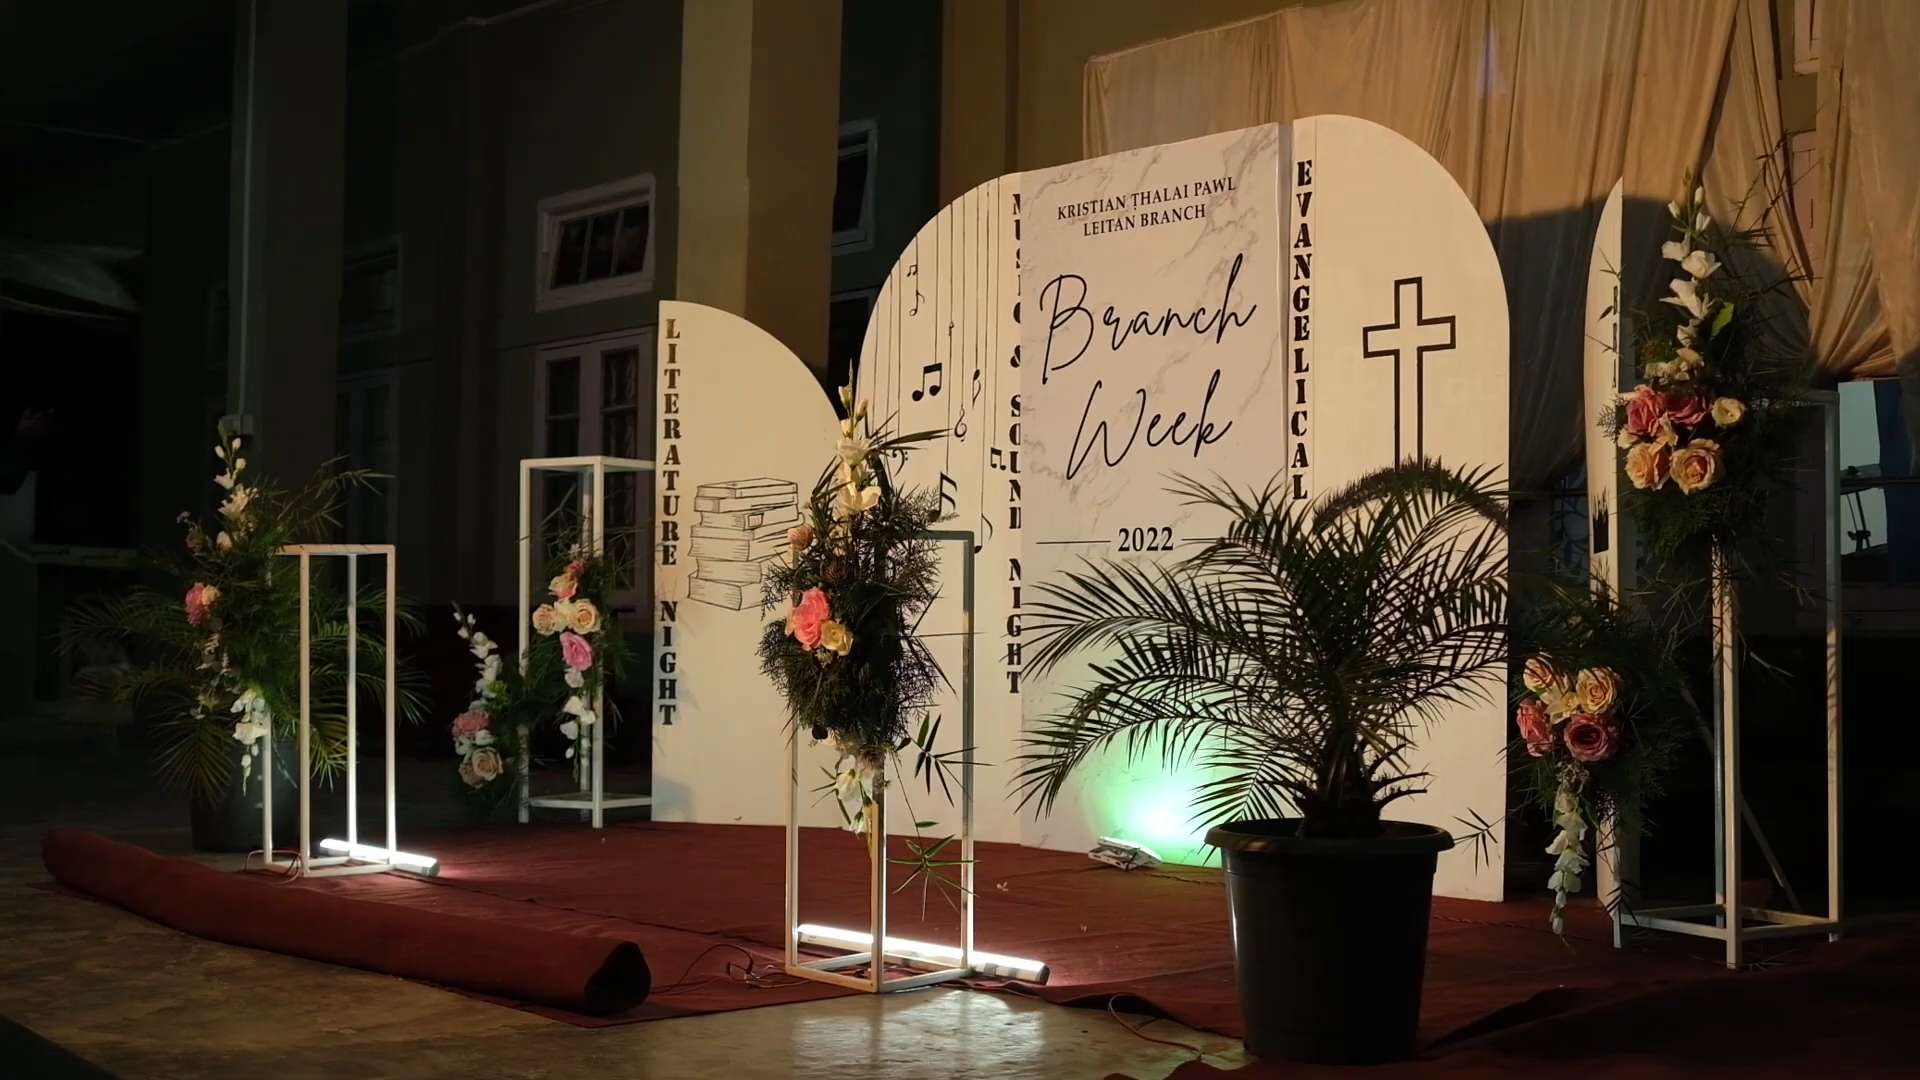 LITERATURE NIGHT
MUSIC & SOUND NIGHT
KRISTIAN ṬHALAI PAWL
LEITAN BRANCH
Branch
Week
2022
EVANGELICAL